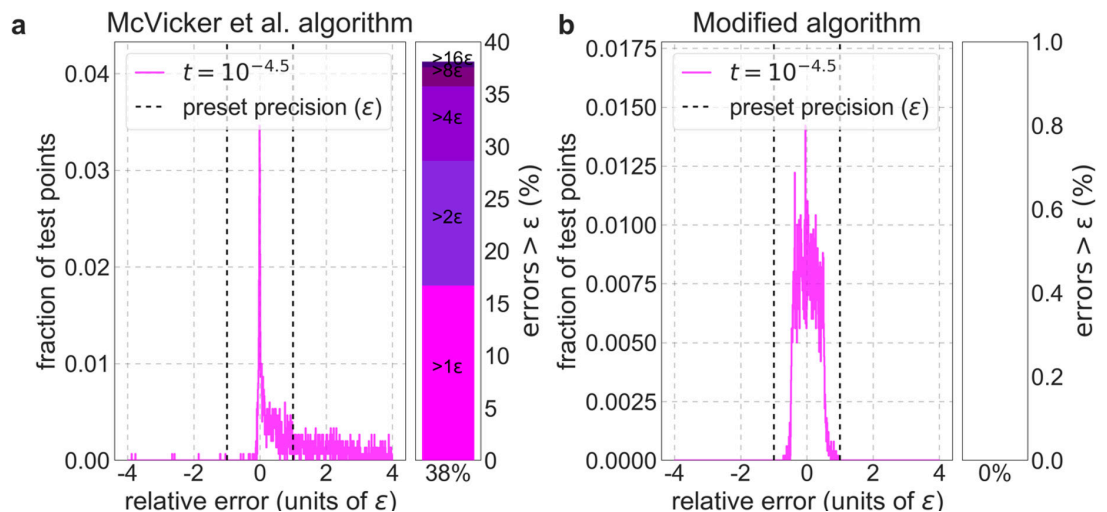 a McVicker et al. algorithm
t = 10^{-4.5}
preset precision (ε)
fraction of test points
0.04
0.03
0.02
0.01
0.00
-4 -2 0 2 4
relative error (units of ε)
>16ε
>8ε
>4ε
>2ε
>1ε
38%
40
35
30
25
20
15
10
5
0
errors > ε (%)
b Modified algorithm
t = 10^{-4.5}
preset precision (ε)
fraction of test points
0.0175
0.0150
0.0125
0.0100
0.0075
0.0050
0.0025
0.0000
-4 -2 0 2 4
relative error (units of ε)
0%
1.0
0.8
0.6
0.4
0.2
0.0
errors > ε (%)